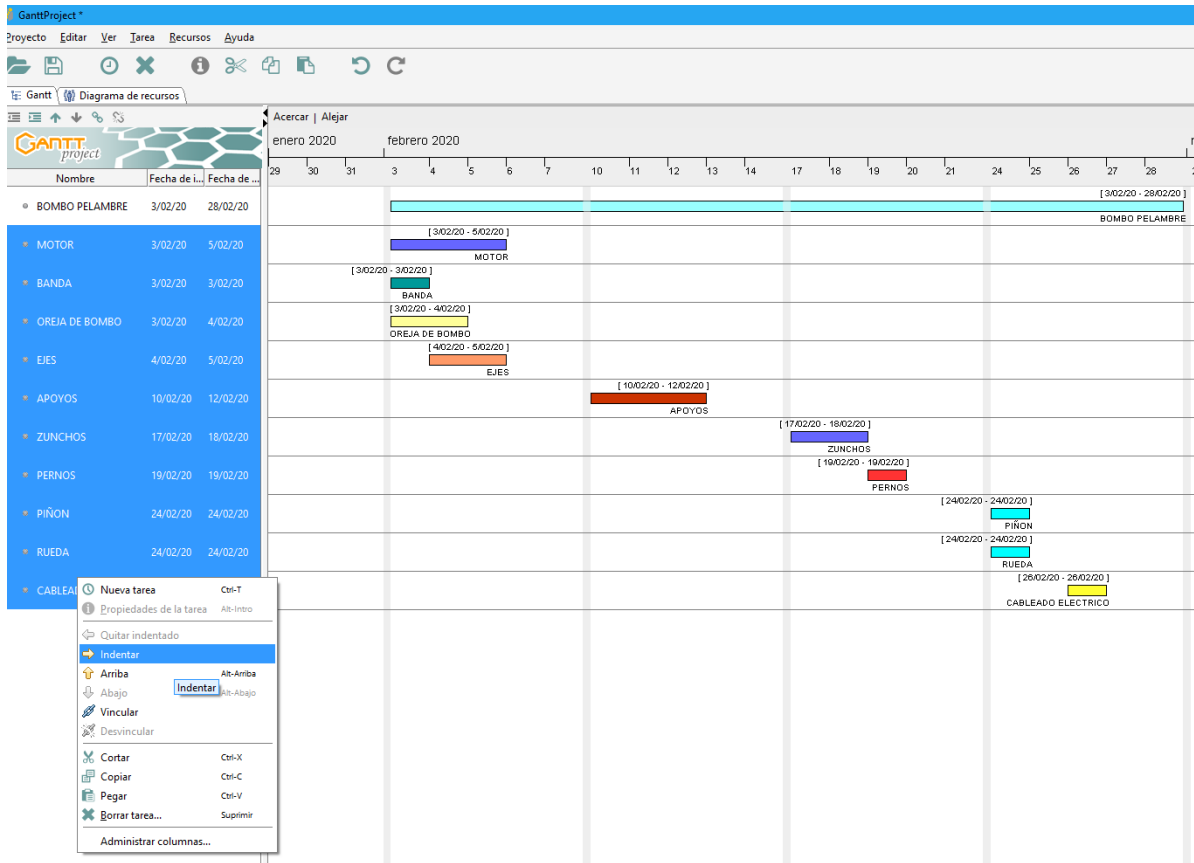 GanttProject *
Proyecto Editar Ver Tarea Recursos Ayuda
Gantt Diagrama de recursos
Acercar | Alejar
GANTT
project
enero 2020 febrero 2020
Nombre Fecha de i... Fecha de ...
29 30 31 3 4 5 6 7 10 11 12 13 14 17 18 19 20 21 24 25 26 27 28
BOMBO PELAMBRE 3/02/20 28/02/20
[ 3/02/20 - 28/02/20 ]
BOMBO PELAMBRE
MOTOR 3/02/20 5/02/20
[ 3/02/20 - 5/02/20 ]
MOTOR
BANDA 3/02/20 3/02/20
[ 3/02/20 - 3/02/20 ]
BANDA
OREJA DE BOMBO 3/02/20 4/02/20
[ 3/02/20 - 4/02/20 ]
OREJA DE BOMBO
EJES 4/02/20 5/02/20
[ 4/02/20 - 5/02/20 ]
EJES
APOYOS 10/02/20 12/02/20
[ 10/02/20 - 12/02/20 ]
APOYOS
ZUNCHOS 17/02/20 18/02/20
[ 17/02/20 - 18/02/20 ]
ZUNCHOS
PERNOS 19/02/20 19/02/20
[ 19/02/20 - 19/02/20 ]
PERNOS
PIÑON 24/02/20 24/02/20
[ 24/02/20 - 24/02/20 ]
PIÑON
RUEDA 24/02/20 24/02/20
[ 24/02/20 - 24/02/20 ]
RUEDA
[ 26/02/20 - 26/02/20 ]
CABLEADO ELECTRICO
Nueva tarea Ctrl-T
Propiedades de la tarea Alt-Intro
Quitar indentado
Indentar
Arriba Alt-Arriba
Indentar
Abajo Alt-Abajo
Vincular
Desvincular
Cortar Ctrl-X
Copiar Ctrl-C
Pegar Ctrl-V
Borrar tarea... Suprimir
Administrar columnas...